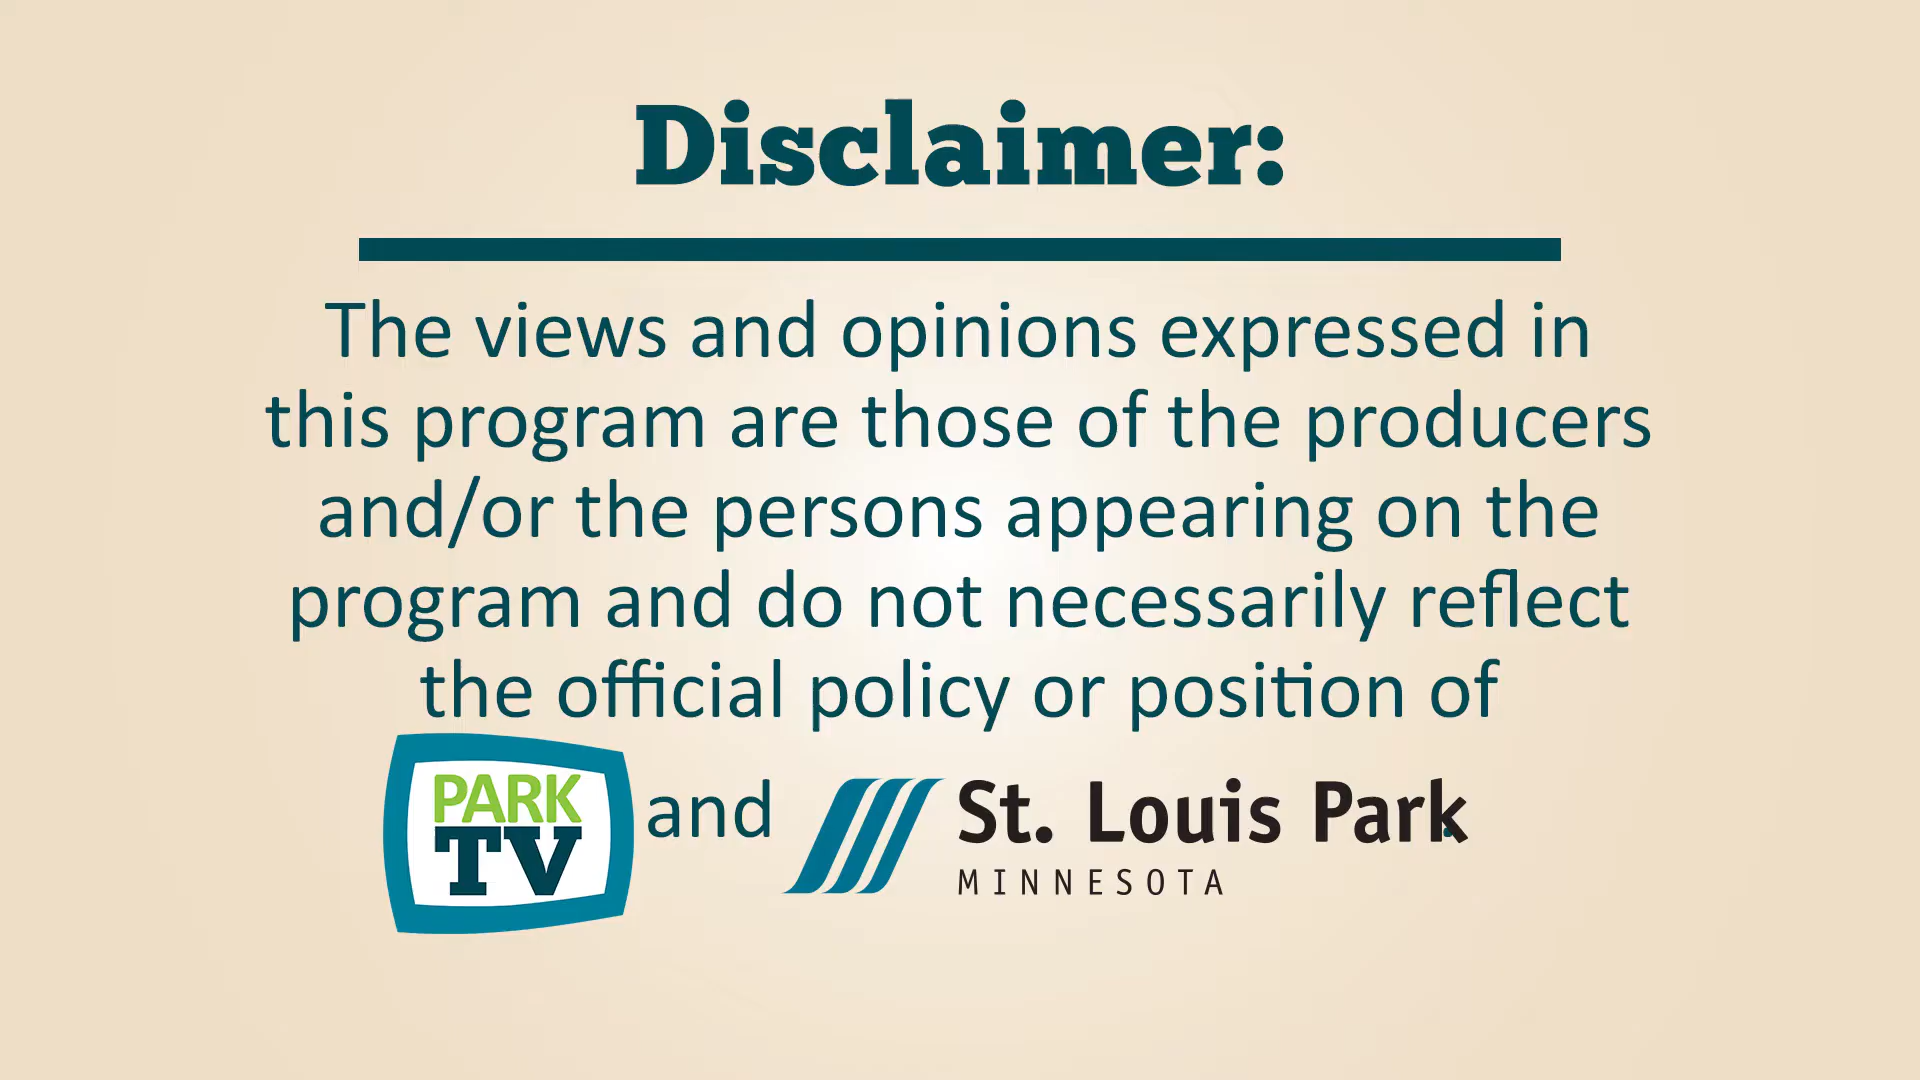 Disclaimer:
The views and opinions expressed in
this program are those of the producers
and/or the persons appearing on the
program and do not necessarily reflect
the official policy or position of
PARK TV and St. Louis Park.
MINNESOTA